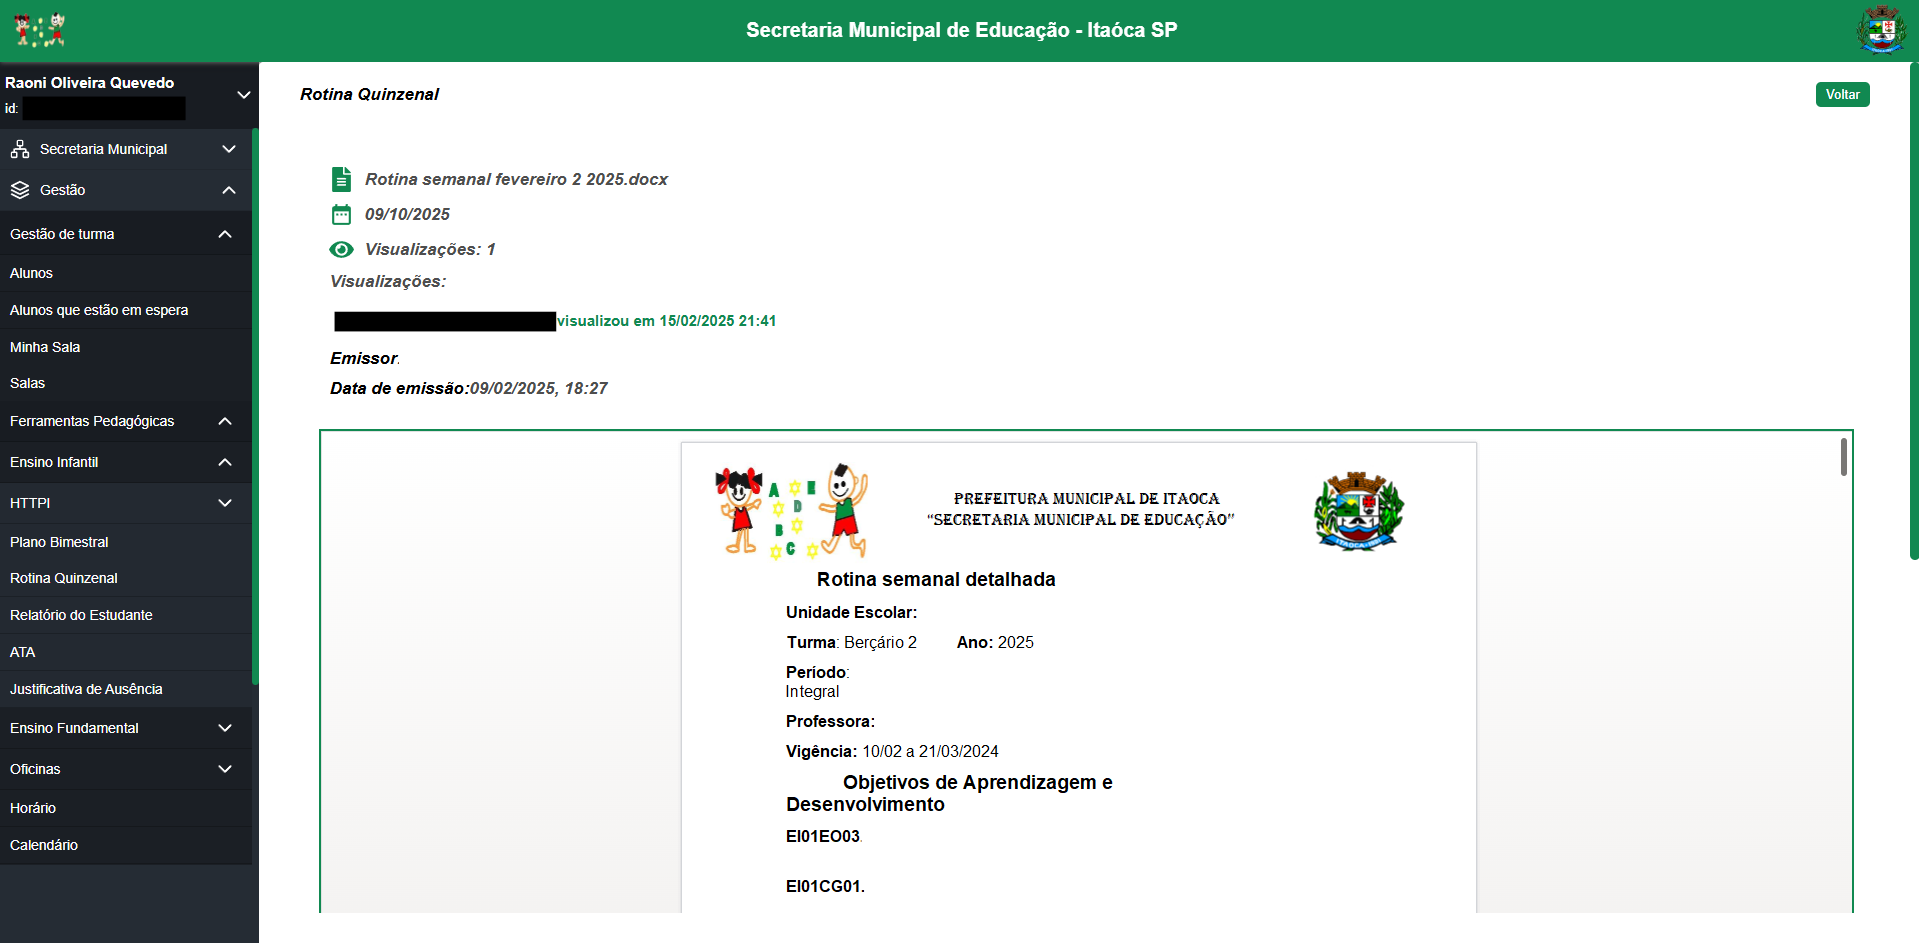 Secretaria Municipal de Educação - Itaóca SP
Raoni Oliveira Quevedo
id:
Secretaria Municipal
Gestão
Gestão de turma
Alunos
Alunos que estão em espera
Minha Sala
Salas
Ferramentas Pedagógicas
Ensino Infantil
HTTPI
Plano Bimestral
Rotina Quinzenal
Relatório do Estudante
ATA
Justificativa de Ausência
Ensino Fundamental
Oficinas
Horário
Calendário
Rotina Quinzenal
Voltar
Rotina semanal fevereiro 2 2025.docx
09/10/2025
Visualizações: 1
Visualizações:
visualizou em 15/02/2025 21:41
Emissor.
Data de emissão:09/02/2025, 18:27
A E
D
B
C
PREFEITURA MUNICIPAL DE ITAOCA
“SECRETARIA MUNICIPAL DE EDUCAÇÃO”
ITAOCA
Rotina semanal detalhada
Unidade Escolar:
Turma: Berçário 2 Ano: 2025
Período:
Integral
Professora:
Vigência: 10/02 a 21/03/2024
Objetivos de Aprendizagem e
Desenvolvimento
EI01EO03.
EI01CG01.